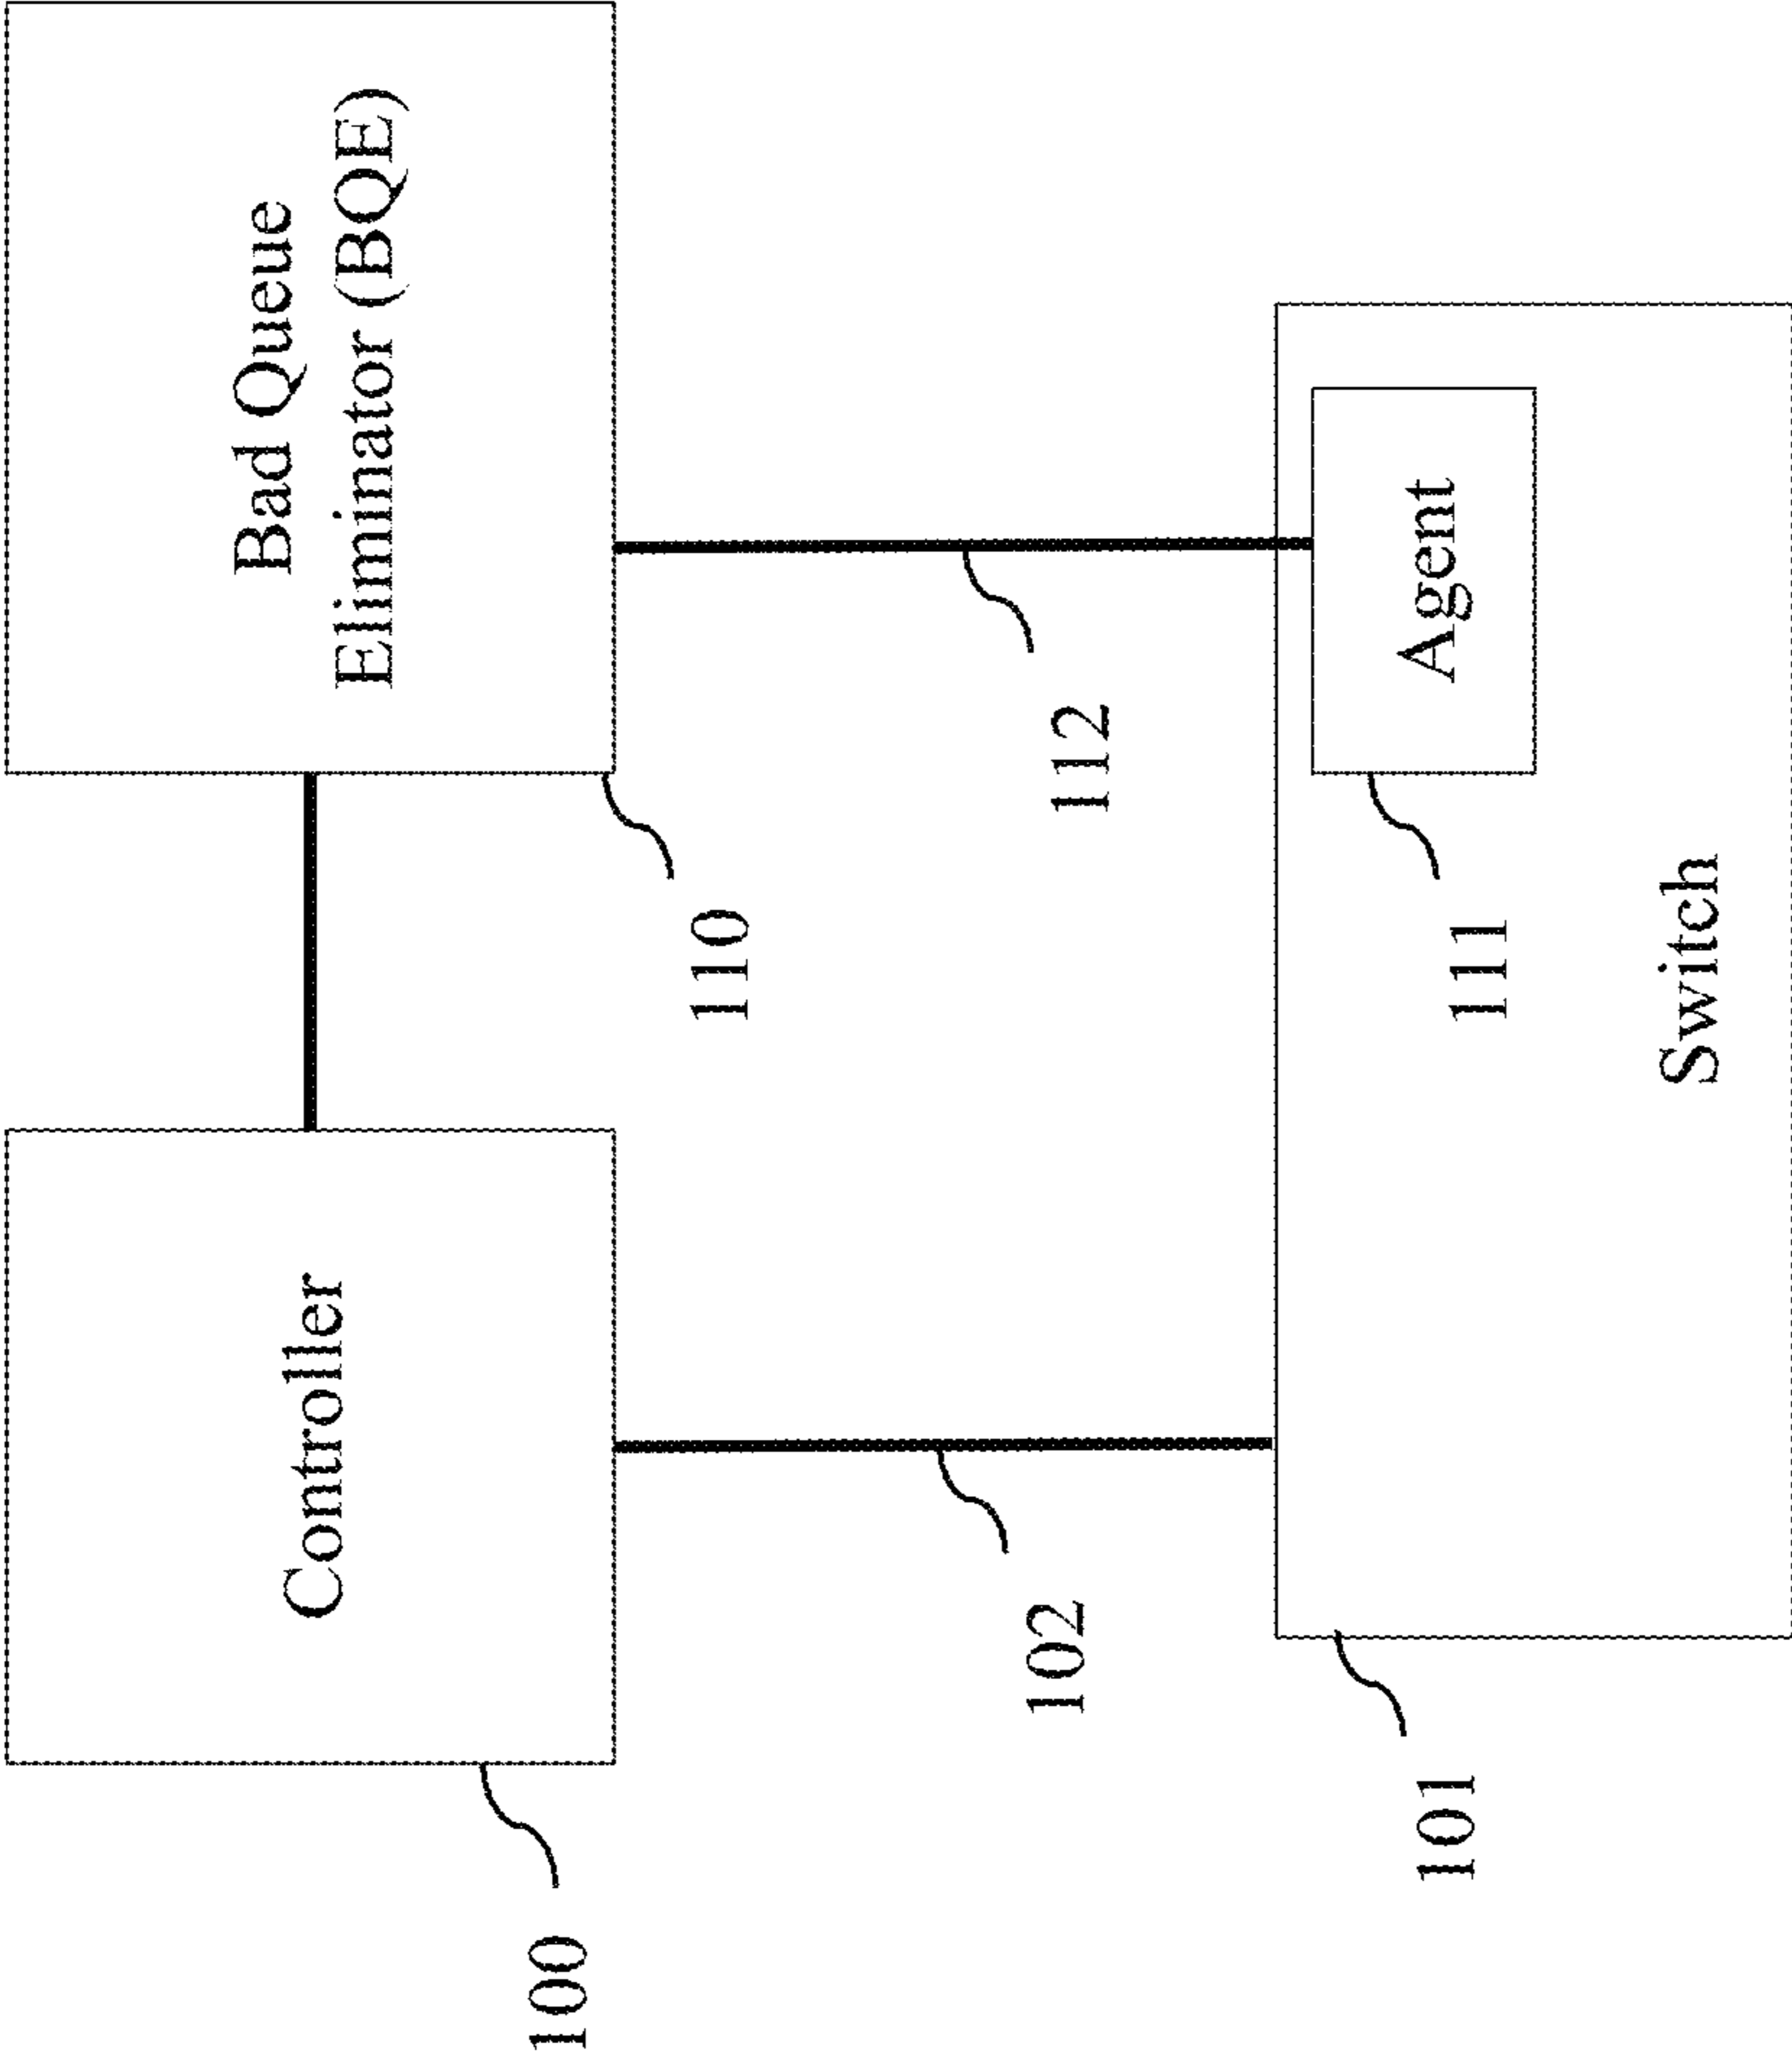 Bad Queue
Eliminator (BQE)
Controller
110
112
102
100
Agent
111
Switch
101